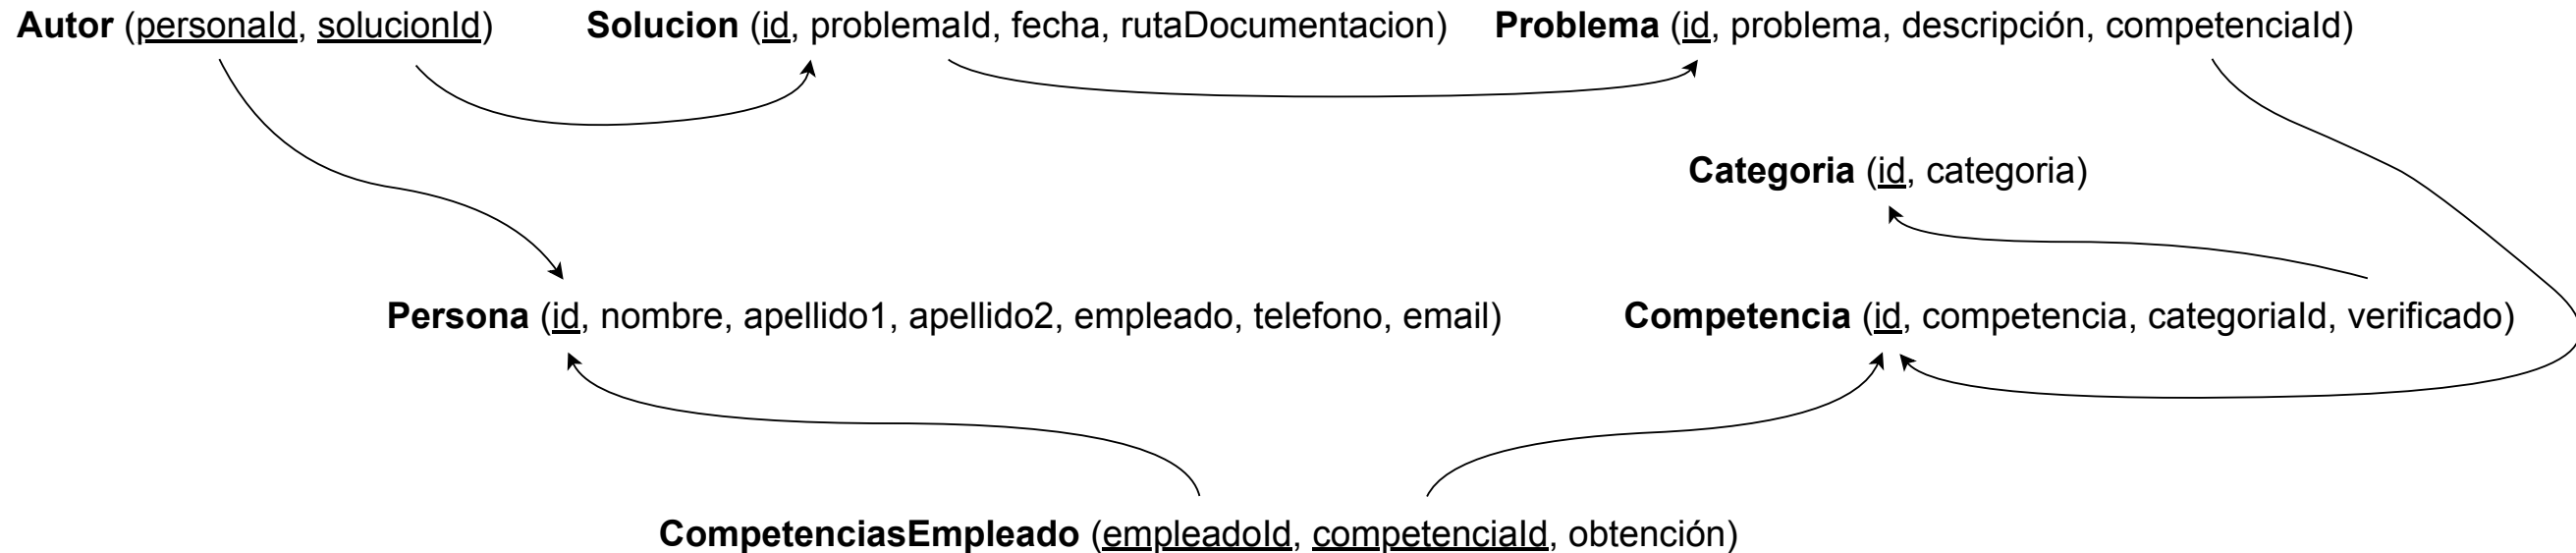 Autor (personaId, solucionId)
Solucion (id, problemaId, fecha, rutaDocumentacion)
Problema (id, problema, descripción, competenciaId)
Categoria (id, categoria)
Persona (id, nombre, apellido1, apellido2, empleado, telefono, email)
Competencia (id, competencia, categoriaId, verificado)
CompetenciasEmpleado (empleadoId, competenciaId, obtención)